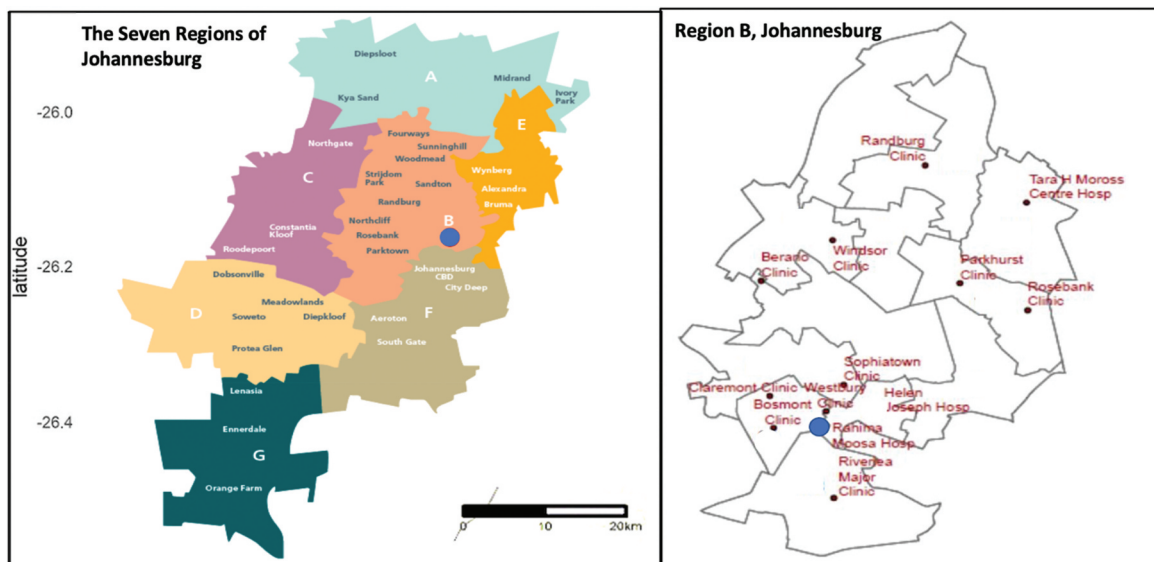 The Seven Regions of
Johannesburg
Diepsloot
A
Midrand
Kya Sand
Ivory
Park
-26.0
E
Fourways
Northgate
Sunninghill
Woodmead
Wynberg
C
Strijdom
Park
Sandton
Alexandra
Randburg
Bruma
Northcliff
B
Constantia
Kloof
Rosebank
Roodepoort
Parktown
-26.2
latitude
Johannesburg
CBD
Dobsonville
City Deep
Meadowlands
D
Soweto
Diepkloof
Aeroton
F
South Gate
Protea Glen
Lenasia
-26.4
Ennerdale
G
Orange Farm
0
10
20km
Region B, Johannesburg
Randburg
Clinic
Tara H Moross
Centre Hosp
Windsor
Clinic
Berario
Clinic
Parkhurst
Clinic
Rosebank
Clinic
Sophiatown
Clinic
Claremont Clinic
Westbury
Clinic
Helen
Joseph Hosp
Bosmont
Clinic
Rahima
Moosa Hosp
Riverlea
Major
Clinic